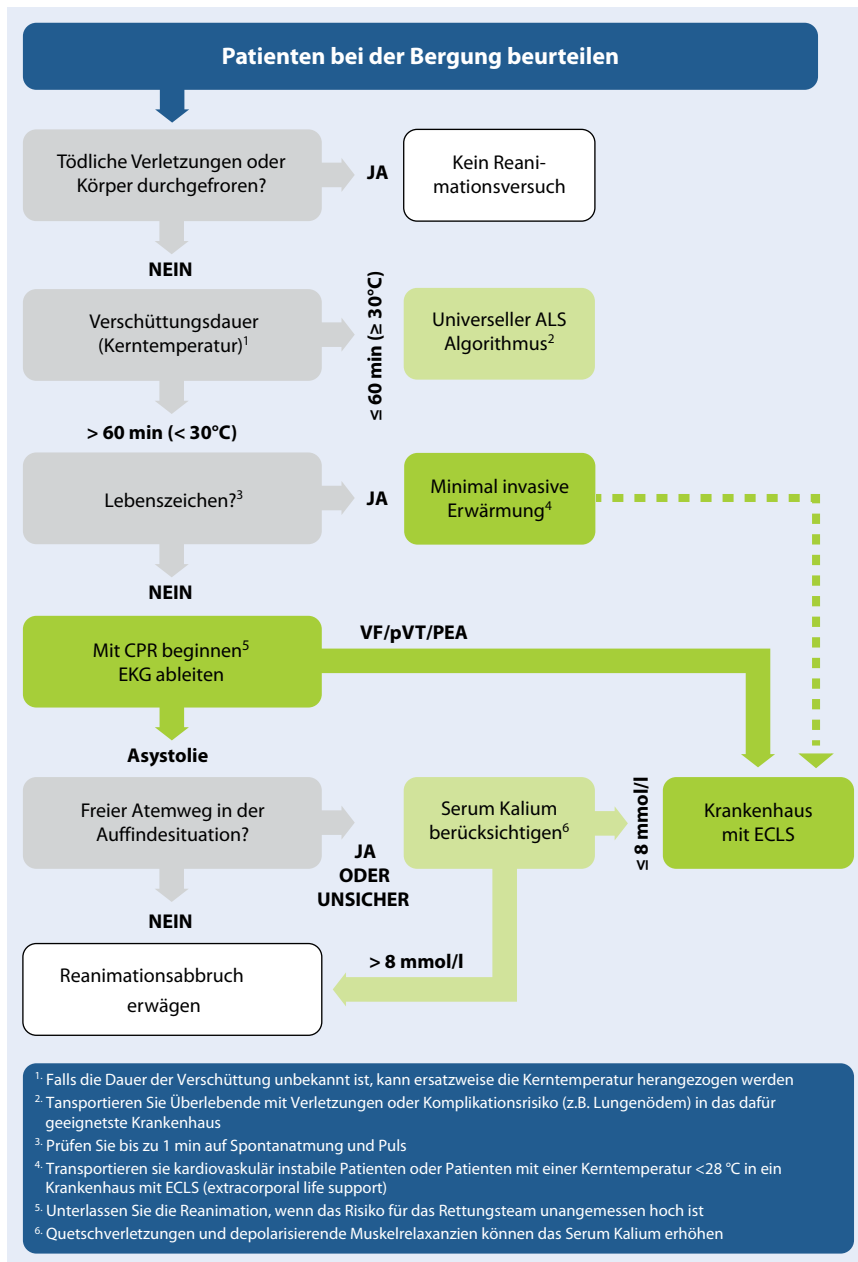 Patienten bei der Bergung beurteilen
Tödliche Verletzungen oder
Körper durchgefroren?
JA
Kein Reani-
mationsversuch
NEIN
Verschüttungsdauer
(Kerntemperatur)1
≤ 60 min (≥ 30°C)
Universeller ALS
Algorithmus2
> 60 min (< 30°C)
Lebenszeichen?3
JA
Minimal invasive
Erwärmung4
NEIN
Mit CPR beginnen5
EKG ableiten
VF/pVT/PEA
Asystolie
Freier Atemweg in der
Auffindesituation?
JA
ODER
UNSICHER
Serum Kalium
berücksichtigen6
≤ 8 mmol/l
Krankenhaus
mit ECLS
NEIN
> 8 mmol/l
Reanimationsabbruch
erwägen
1. Falls die Dauer der Verschüttung unbekannt ist, kann ersatzweise die Kerntemperatur herangezogen werden
2. Tansportieren Sie Überlebende mit Verletzungen oder Komplikationsrisiko (z.B. Lungenödem) in das dafür
geeignetste Krankenhaus
3. Prüfen Sie bis zu 1 min auf Spontanatmung und Puls
4. Transportieren sie kardiovaskulär instabile Patienten oder Patienten mit einer Kerntemperatur <28 °C in ein
Krankenhaus mit ECLS (extracorporal life support)
5. Unterlassen Sie die Reanimation, wenn das Risiko für das Rettungsteam unangemessen hoch ist
6. Quetschverletzungen und depolarisierende Muskelrelaxanzien können das Serum Kalium erhöhen